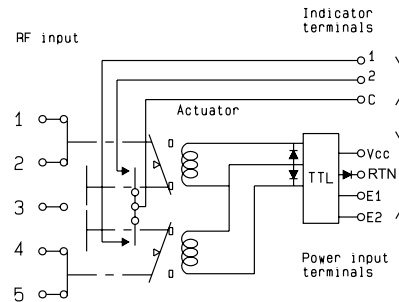 Indicator
terminals
RF input
1
2
C
Actuator
1
2
3
4
5
TTL
Vcc
RTN
E1
E2
Power input
terminals